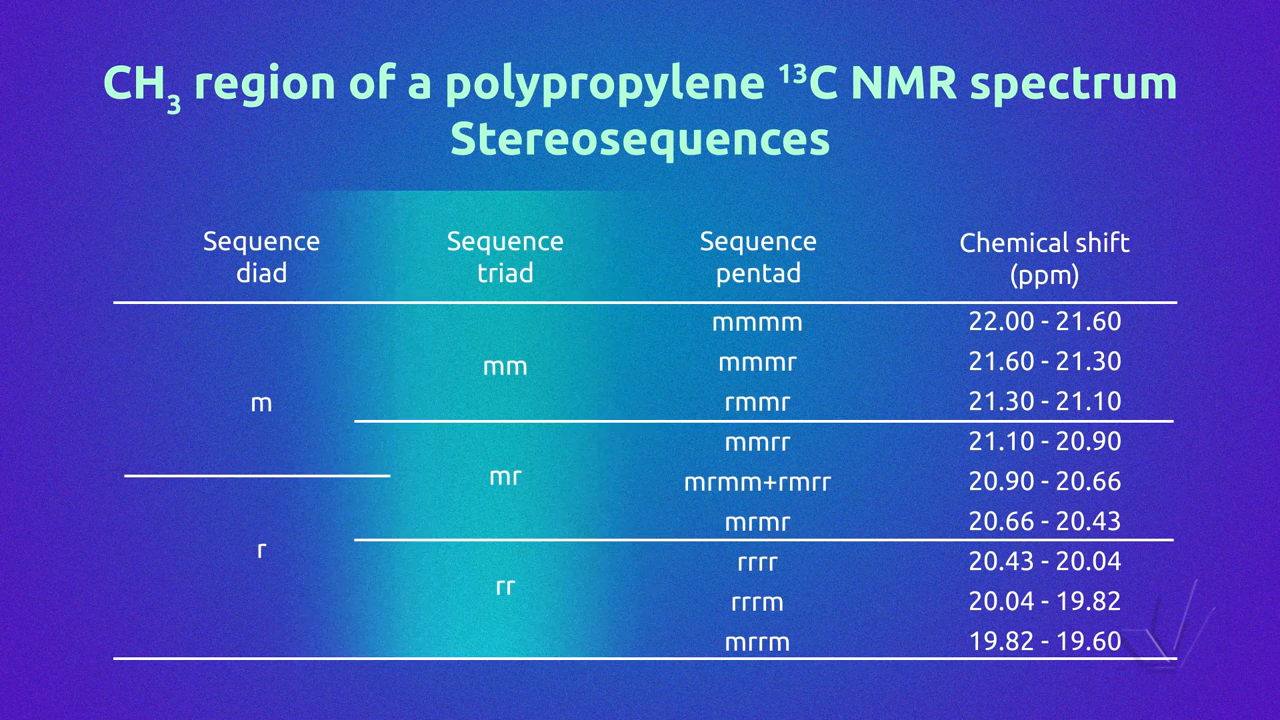 CH₃ region of a polypropylene ¹³C NMR spectrum
Stereosequences
Sequence diad
Sequence triad
Sequence pentad
Chemical shift (ppm)
m
r
mm
mr
rr
mmmm 22.00 - 21.60
mmmr 21.60 - 21.30
rmmr 21.30 - 21.10
mmrr 21.10 - 20.90
mrmm+rmrr 20.90 - 20.66
mrmr 20.66 - 20.43
rrrr 20.43 - 20.04
rrrm 20.04 - 19.82
mrrm 19.82 - 19.60